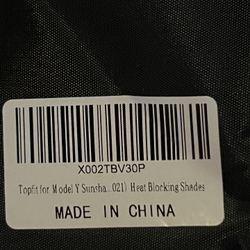 X002TBV30P
Topfit for Model Y Sunsha...021) Heat Blocking Shades
MADE IN CHINA